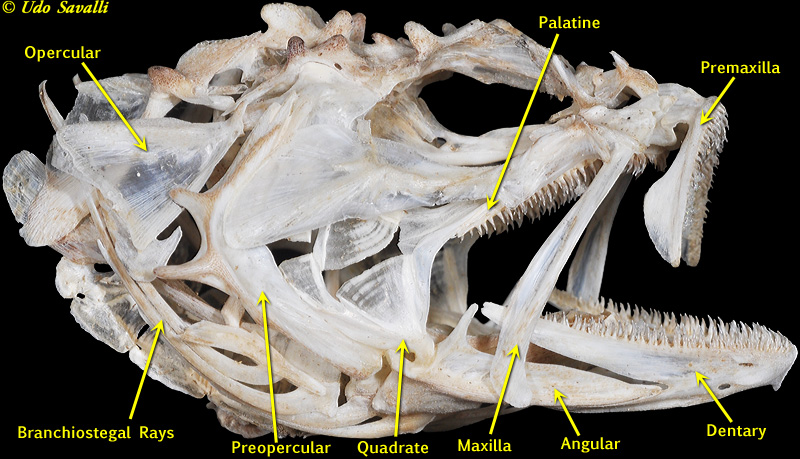 © Udo Savalli
Palatine
Opercular
Premaxilla
Branchiostegal Rays
Preopercular
Quadrate
Maxilla
Angular
Dentary